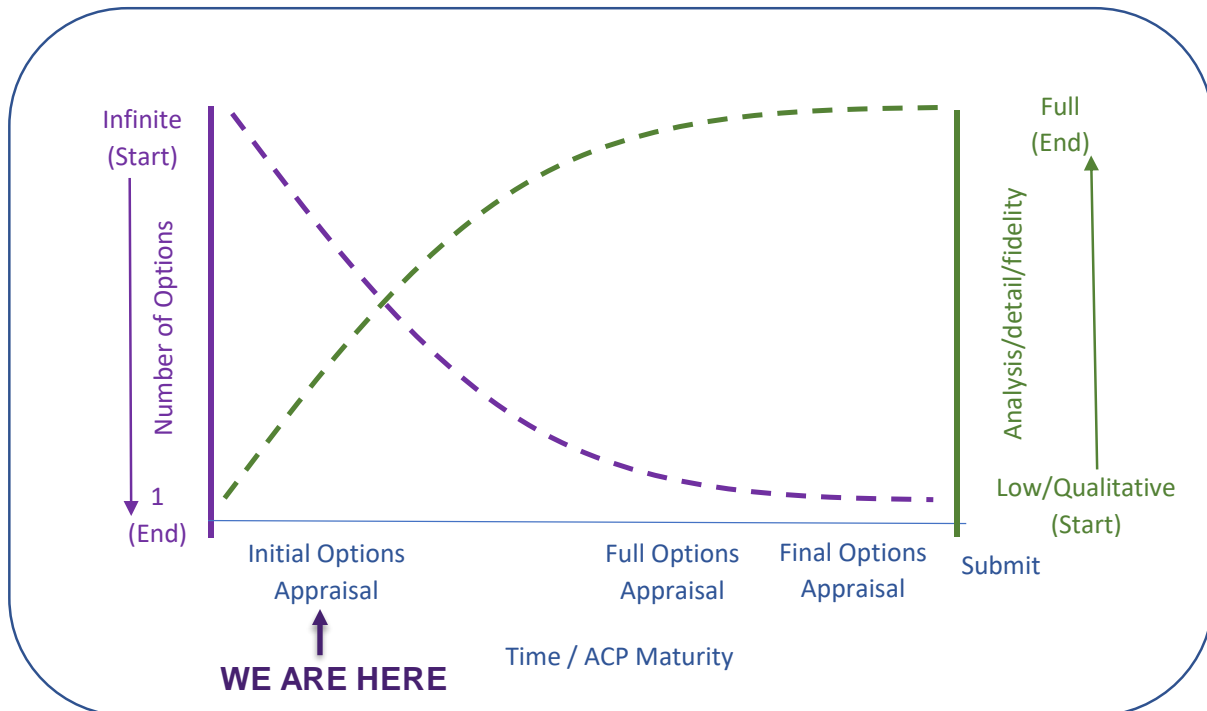 Infinite
(Start)
Number of Options
1
(End)
Full
(End)
Analysis/detail/fidelity
Low/Qualitative
(Start)
Initial Options
Appraisal
Full Options
Appraisal
Final Options
Appraisal
Submit
WE ARE HERE
Time / ACP Maturity